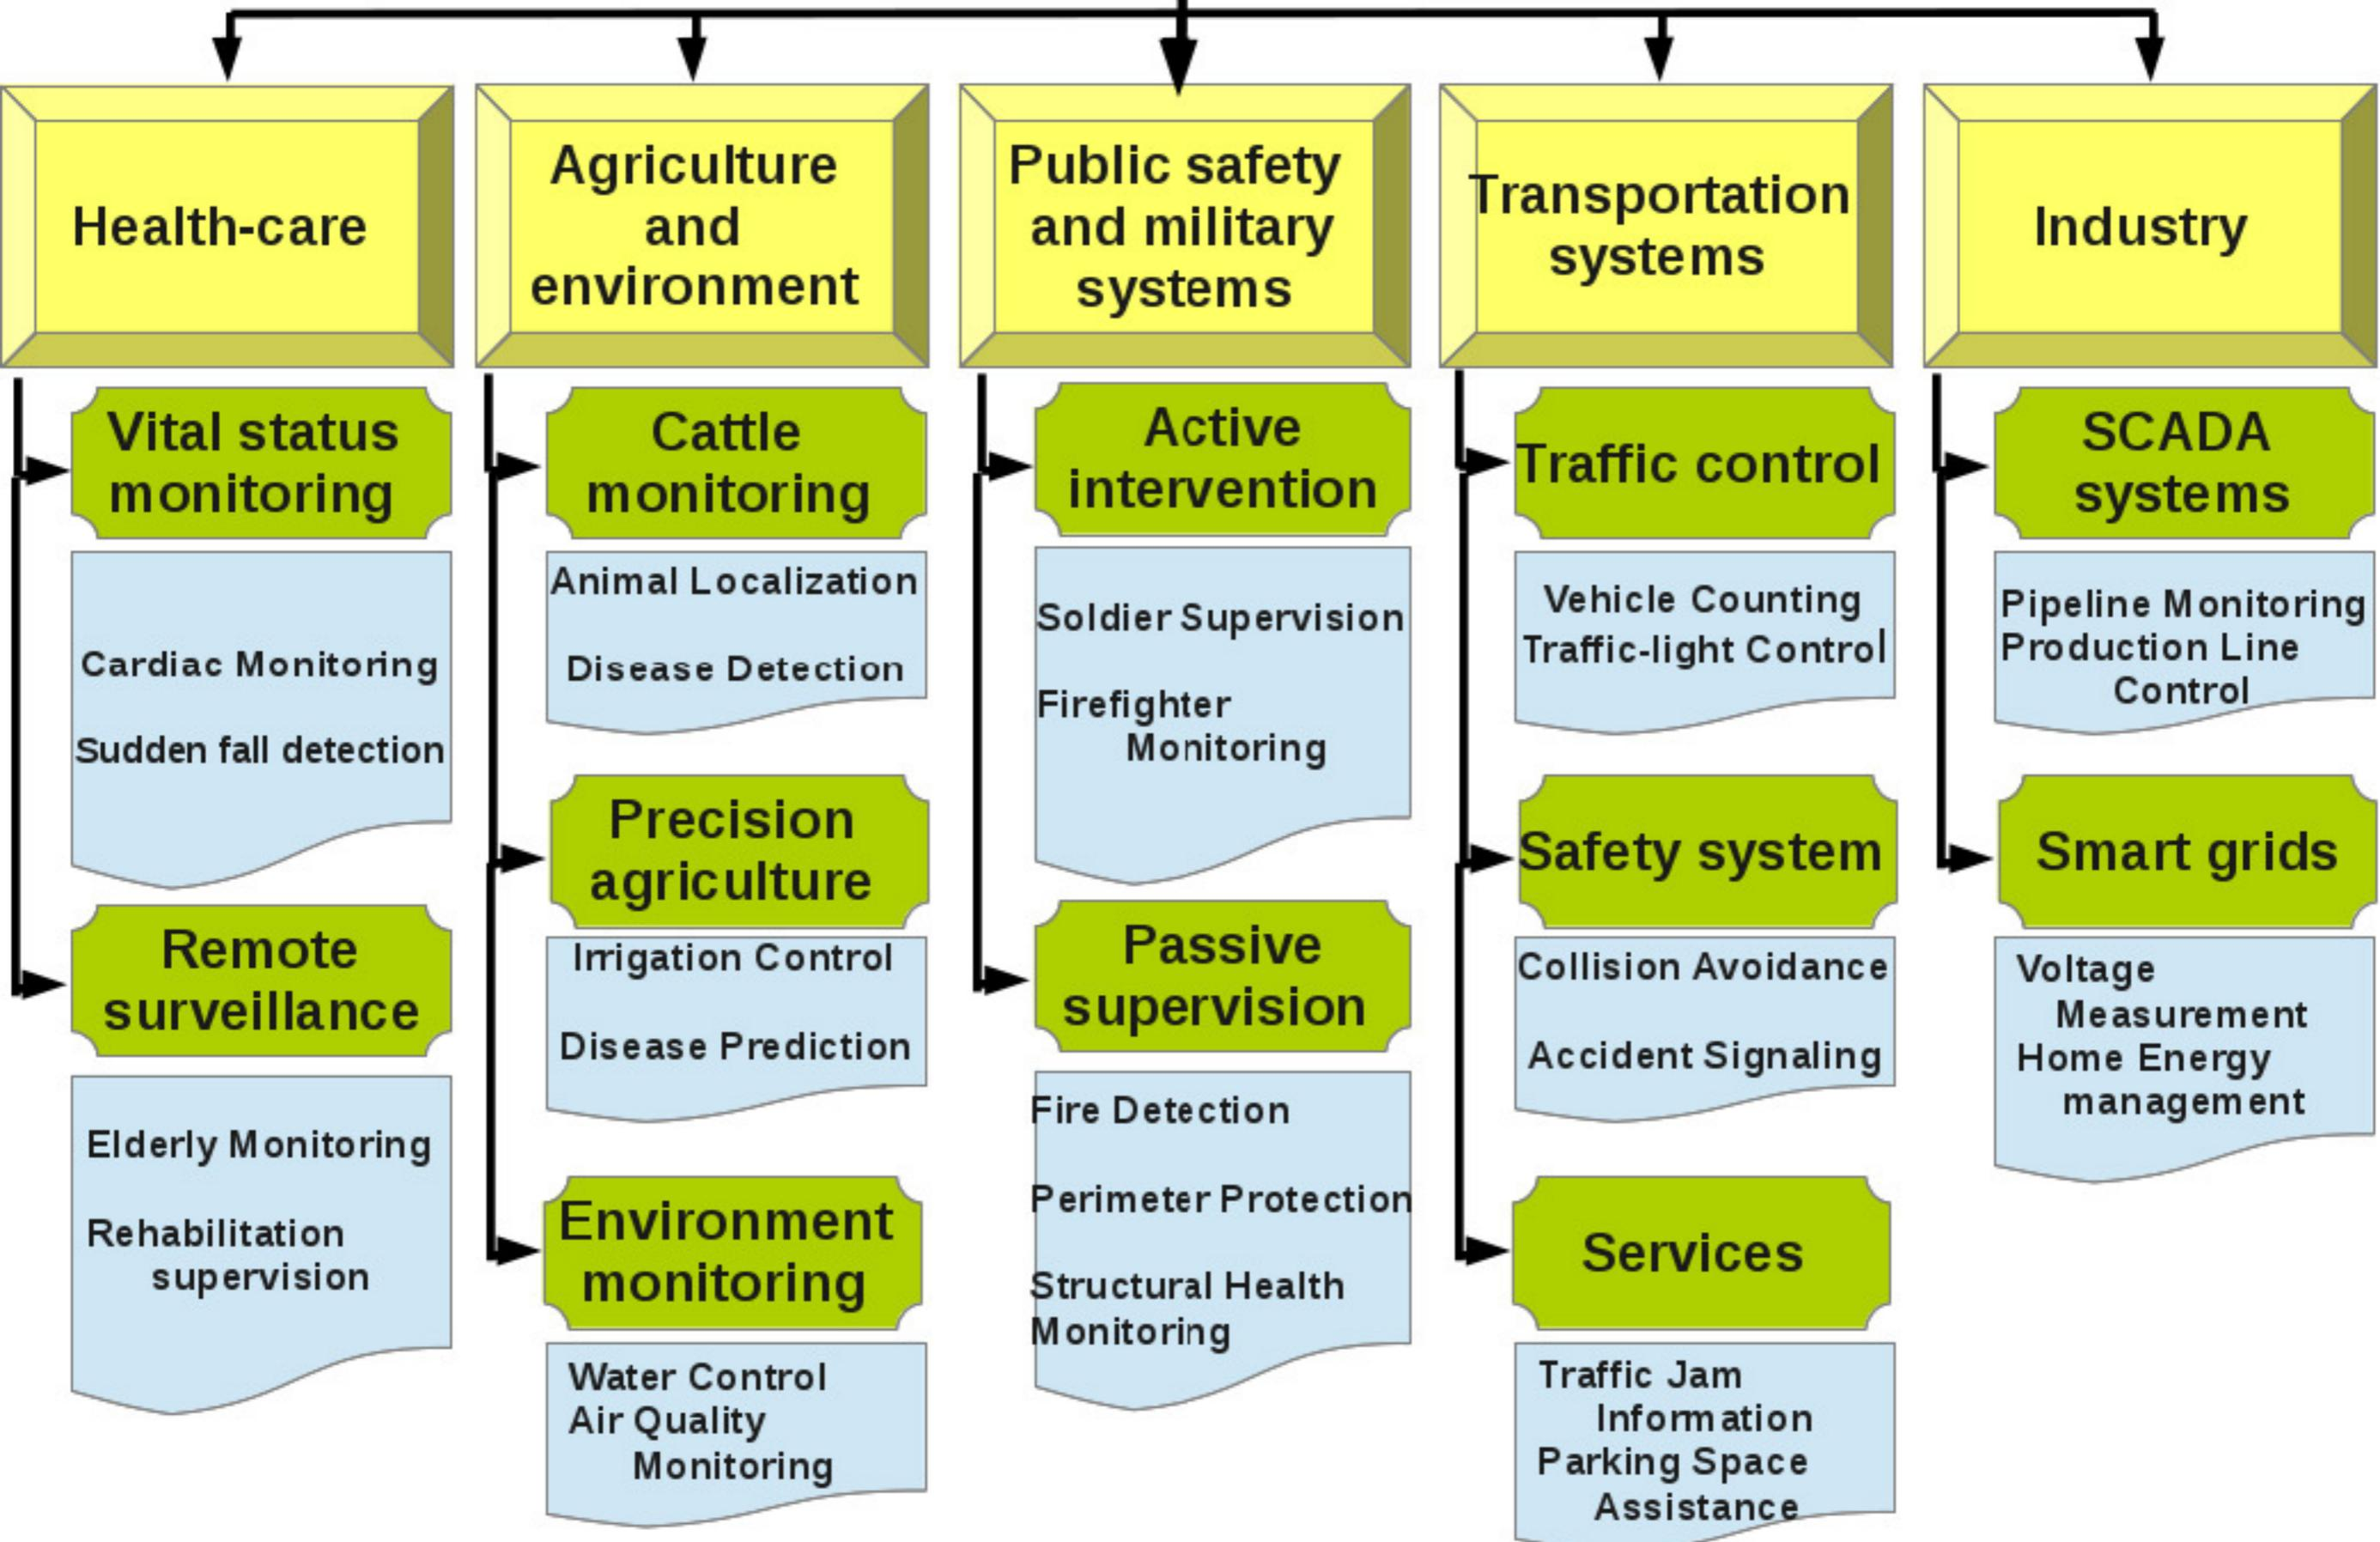 Health-care
Vital status
monitoring
Cardiac Monitoring
Sudden fall detection
Remote
surveillance
Elderly Monitoring
Rehabilitation
supervision
Agriculture
and
environment
Cattle
monitoring
Animal Localization
Disease Detection
Precision
agriculture
Irrigation Control
Disease Prediction
Environment
monitoring
Water Control
Air Quality
Monitoring
Public safety
and military
systems
Active
intervention
Soldier Supervision
Firefighter
Monitoring
Passive
supervision
Fire Detection
Perimeter Protection
Structural Health
Monitoring
Transportation
systems
Traffic control
Vehicle Counting
Traffic-light Control
Safety system
Collision Avoidance
Accident Signaling
Services
Traffic Jam
Information
Parking Space
Assistance
Industry
SCADA
systems
Pipeline Monitoring
Production Line
Control
Smart grids
Voltage
Measurement
Home Energy
management